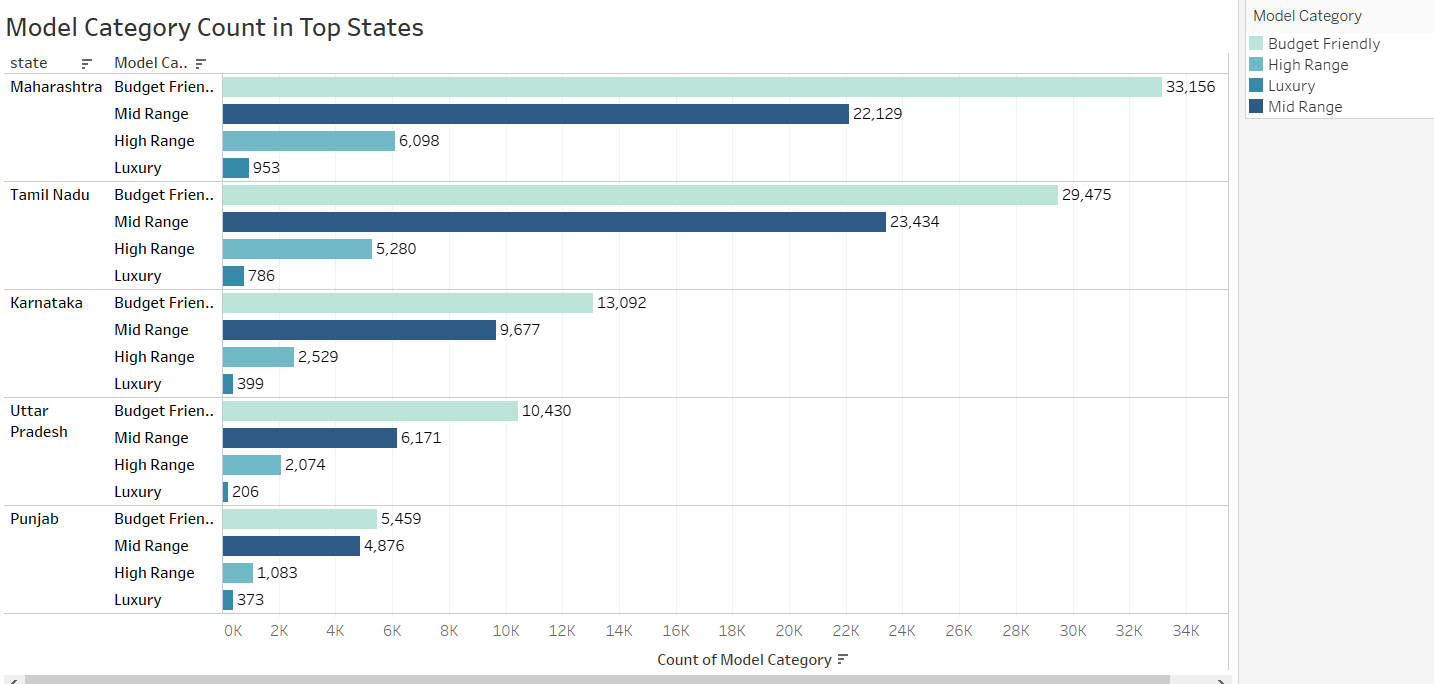 Model Category Count in Top States
state Model Ca..
Maharashtra Budget Frien.. 33,156
Mid Range 22,129
High Range 6,098
Luxury 953
Tamil Nadu Budget Frien.. 29,475
Mid Range 23,434
High Range 5,280
Luxury 786
Karnataka Budget Frien.. 13,092
Mid Range 9,677
High Range 2,529
Luxury 399
Uttar Pradesh Budget Frien.. 10,430
Mid Range 6,171
High Range 2,074
Luxury 206
Punjab Budget Frien.. 5,459
Mid Range 4,876
High Range 1,083
Luxury 373
0K 2K 4K 6K 8K 10K 12K 14K 16K 18K 20K 22K 24K 26K 28K 30K 32K 34K
Count of Model Category
Model Category
Budget Friendly
High Range
Luxury
Mid Range